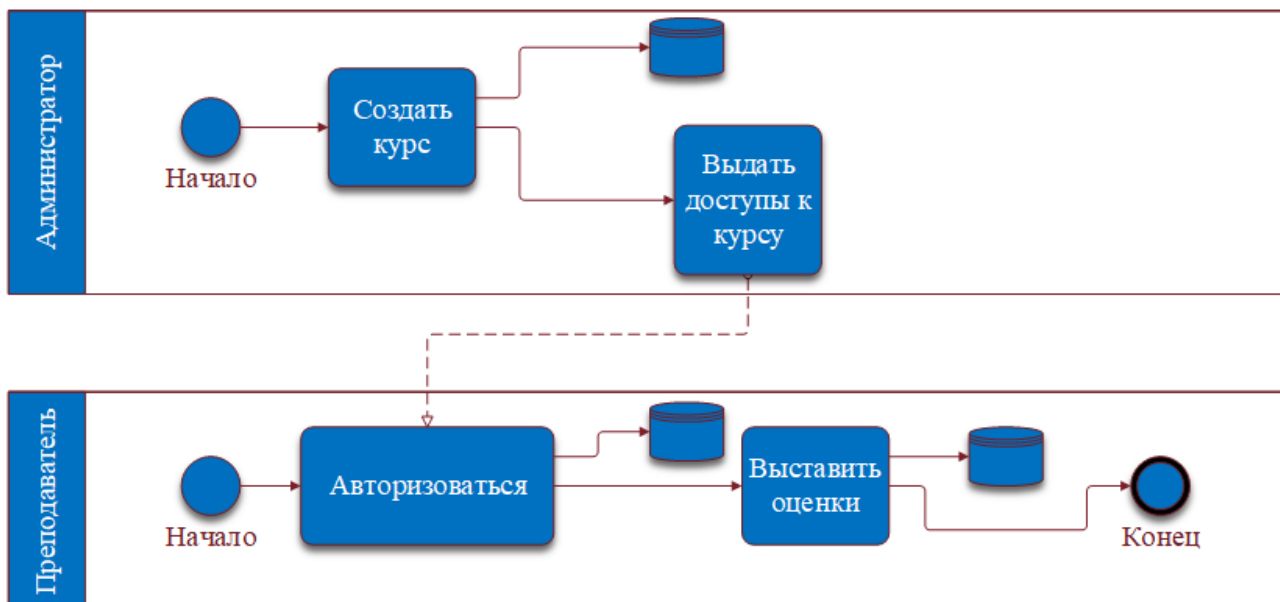 Администратор
Начало
Создать
курс
Выдать
доступы к
курсу
Преподаватель
Начало
Авторизоваться
Выставить
оценки
Конец